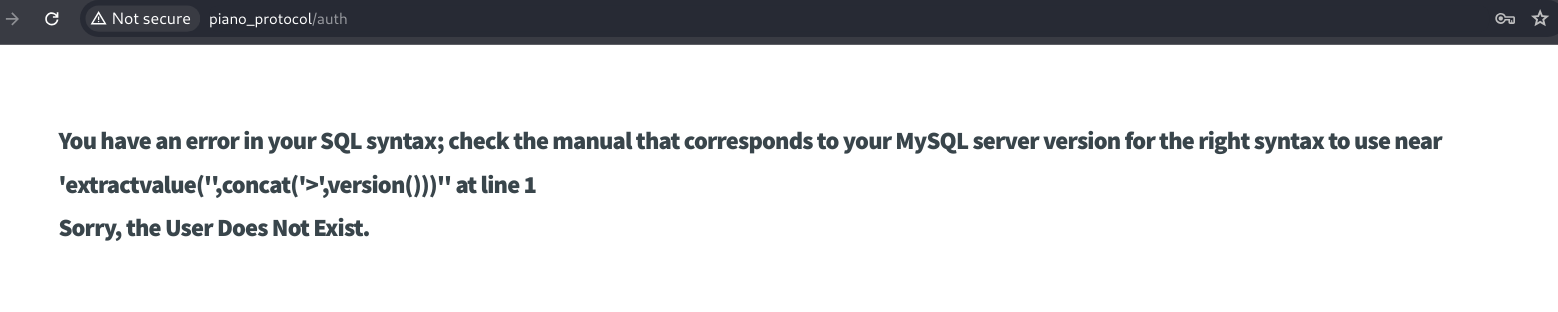 Not secure piano_protocol/auth
You have an error in your SQL syntax; check the manual that corresponds to your MySQL server version for the right syntax to use near
'extractvalue('',concat('>',version()))'' at line 1
Sorry, the User Does Not Exist.